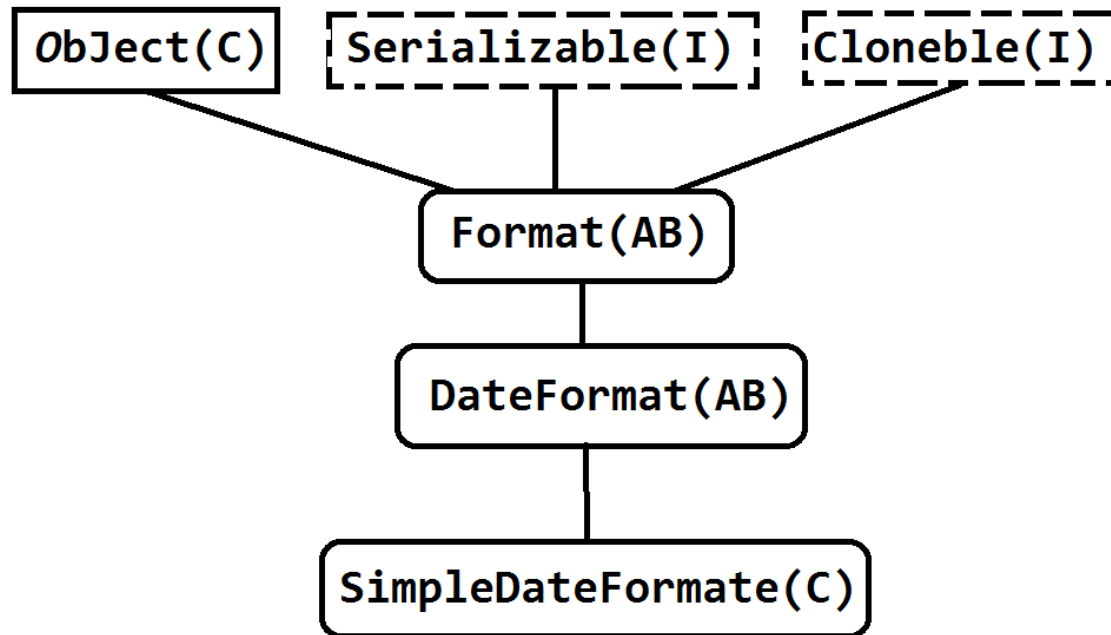 ObJect(C)
Serializable(I)
Cloneble(I)
Format(AB)
DateFormat(AB)
SimpleDateFormate(C)